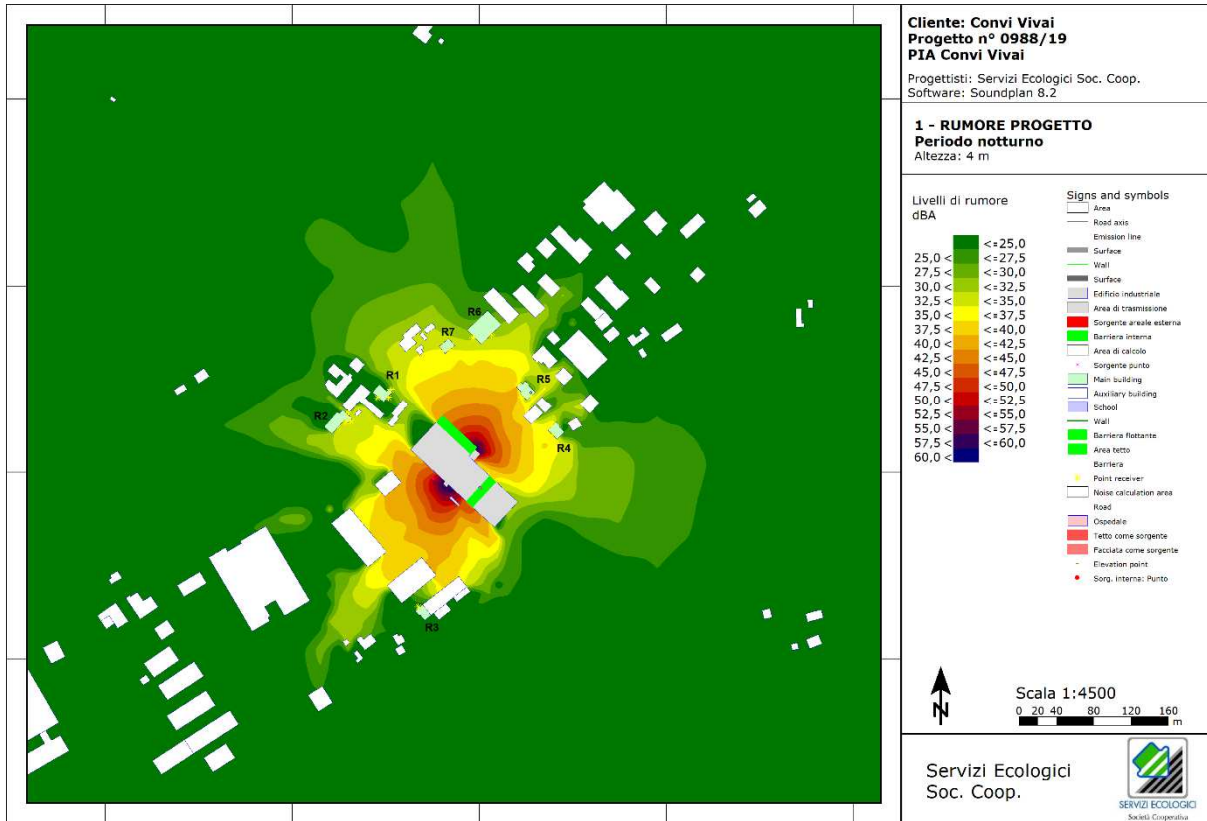 Cliente: Convi Vivai
Progetto n° 0988/19
PIA Convi Vivai
Progettisti: Servizi Ecologici Soc. Coop.
Software: Soundplan 8.2
1 - RUMORE PROGETTO
Periodo notturno
Altezza: 4 m
Livelli di rumore
dBA
<= 25,0
25,0 < <= 27,5
27,5 < <= 30,0
30,0 < <= 32,5
32,5 < <= 35,0
35,0 < <= 37,5
37,5 < <= 40,0
40,0 < <= 42,5
42,5 < <= 45,0
45,0 < <= 47,5
47,5 < <= 50,0
50,0 < <= 52,5
52,5 < <= 55,0
55,0 < <= 57,5
57,5 < <= 60,0
60,0 <
Signs and symbols
Area
Road axis
Emission line
Surface
Wall
Surface
Edificio industriale
Area di trasmissione
Sorgente areale esterna
Barriera interna
Area di calcolo
Sorgente punto
Main building
Auxiliary building
School
Wall
Barriera flottante
Area tetto
Barriera
Point receiver
Noise calculation area
Road
Ospedale
Tetto come sorgente
Facciata come sorgente
Elevation point
Sorg. interna: Punto
R6
R7
R1
R5
R2
R4
R3
N
Scala 1:4500
0 20 40 80 120 160
m
Servizi Ecologici
Soc. Coop.
SERVIZI ECOLOGICI
Società Cooperativa